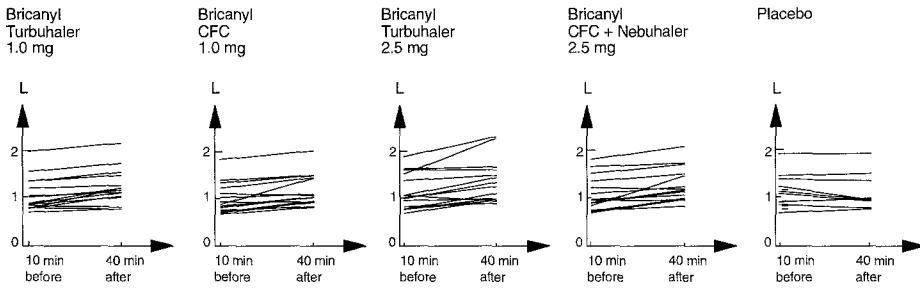 Bricanyl
Turbuhaler
1.0 mg
Bricanyl
CFC
1.0 mg
Bricanyl
Turbuhaler
2.5 mg
Bricanyl
CFC + Nebuhaler
2.5 mg
Placebo
L
2
1
0
10 min before
40 min after
L
2
1
0
10 min before
40 min after
L
2
1
0
10 min before
40 min after
L
2
1
0
10 min before
40 min after
L
2
1
0
10 min before
40 min after